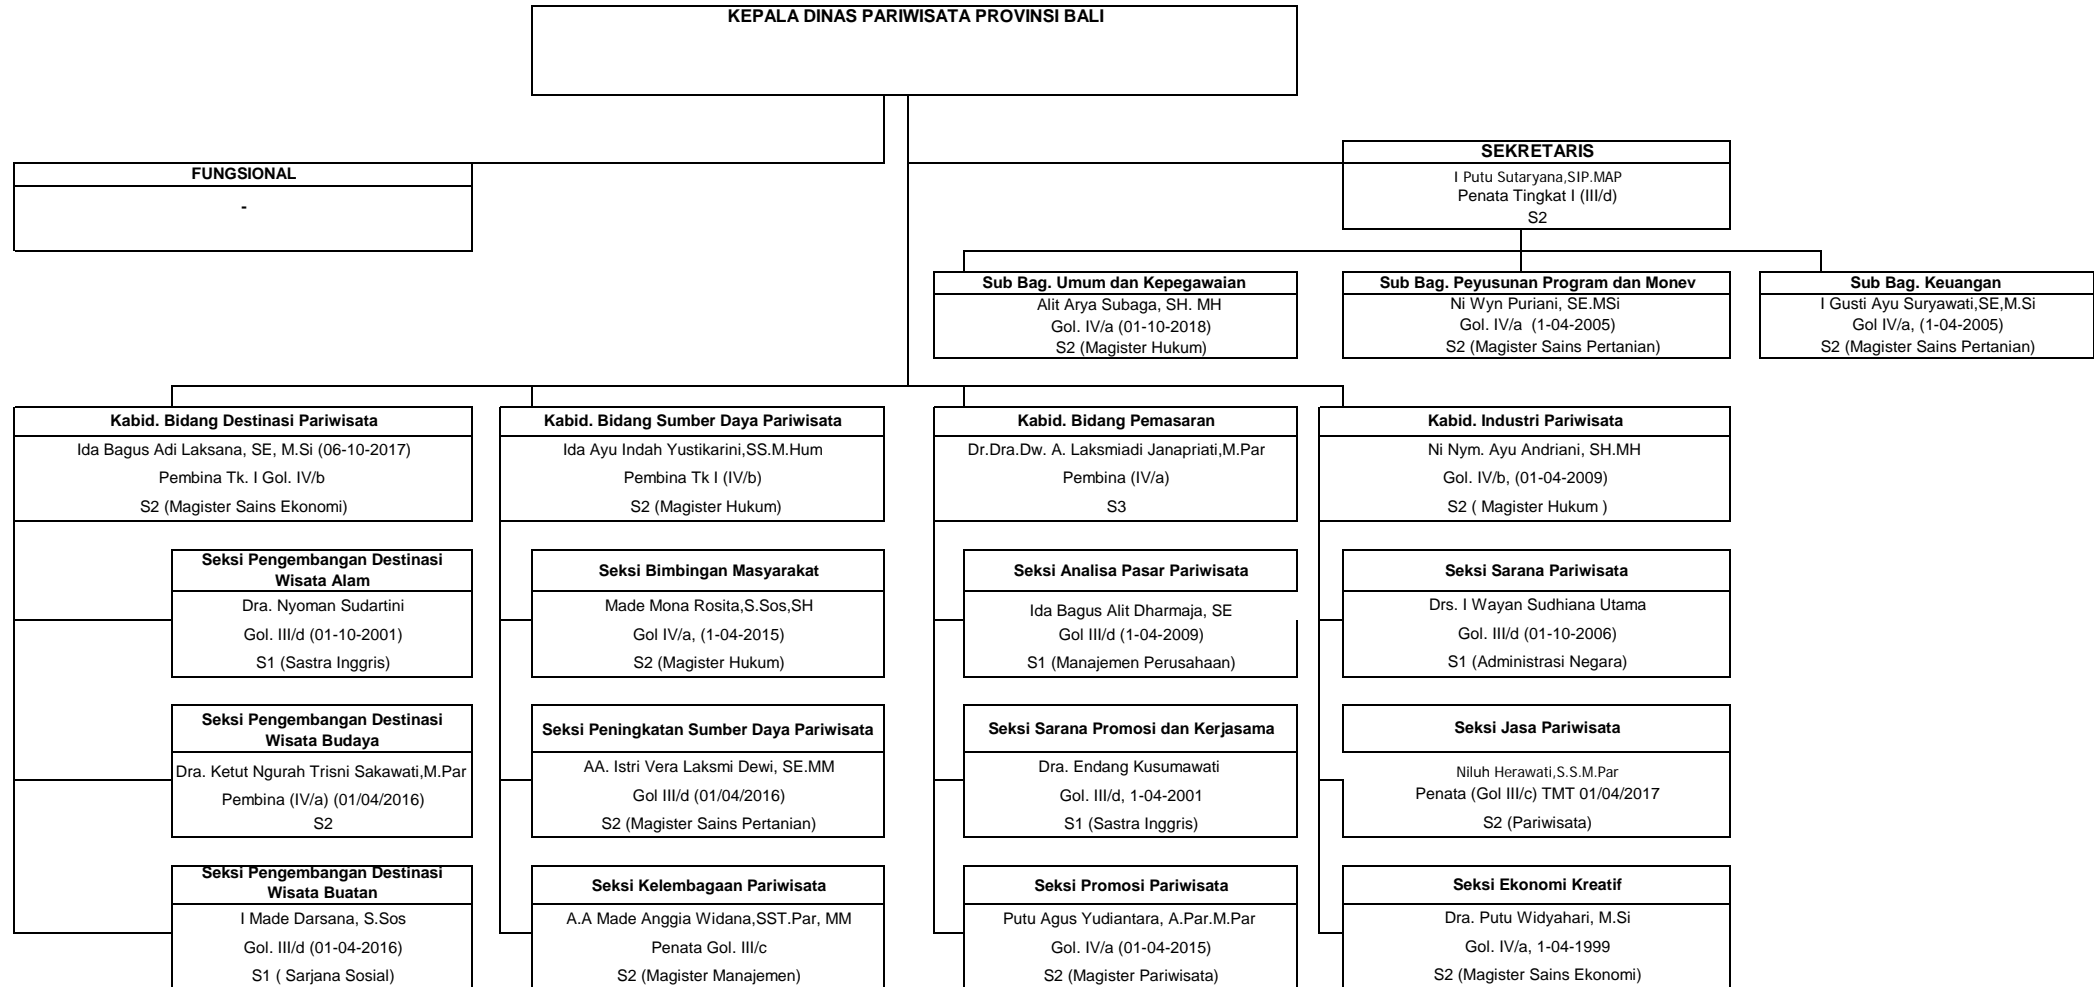 KEPALA DINAS PARIWISATA PROVINSI BALI
FUNGSIONAL
-
SEKRETARIS
I Putu Sutaryana,SIP.MAP
Penata Tingkat I (III/d)
S2
Sub Bag. Umum dan Kepegawaian
Alit Arya Subaga, SH. MH
Gol. IV/a (01-10-2018)
S2 (Magister Hukum)
Sub Bag. Peyusunan Program dan Monev
Ni Wyn Puriani, SE.MSi
Gol. IV/a  (1-04-2005)
S2 (Magister Sains Pertanian)
Sub Bag. Keuangan
I Gusti Ayu Suryawati,SE,M.Si
Gol IV/a, (1-04-2005)
S2 (Magister Sains Pertanian)
Kabid. Bidang Destinasi Pariwisata
Ida Bagus Adi Laksana, SE, M.Si (06-10-2017)
Pembina Tk. I Gol. IV/b
S2 (Magister Sains Ekonomi)
Seksi Pengembangan Destinasi
Wisata Alam
Dra. Nyoman Sudartini
Gol. III/d (01-10-2001)
S1 (Sastra Inggris)
Seksi Pengembangan Destinasi
Wisata Budaya
Dra. Ketut Ngurah Trisni Sakawati,M.Par
Pembina (IV/a) (01/04/2016)
S2
Seksi Pengembangan Destinasi
Wisata Buatan
I Made Darsana, S.Sos
Gol. III/d (01-04-2016)
S1 ( Sarjana Sosial)
Kabid. Bidang Sumber Daya Pariwisata
Ida Ayu Indah Yustikarini,SS.M.Hum
Pembina Tk I (IV/b)
S2 (Magister Hukum)
Seksi Bimbingan Masyarakat
Made Mona Rosita,S.Sos,SH
Gol IV/a, (1-04-2015)
S2 (Magister Hukum)
Seksi Peningkatan Sumber Daya Pariwisata
AA. Istri Vera Laksmi Dewi, SE.MM
Gol III/d (01/04/2016)
S2 (Magister Sains Pertanian)
Seksi Kelembagaan Pariwisata
A.A Made Anggia Widana,SST.Par, MM
Penata Gol. III/c
S2 (Magister Manajemen)
Kabid. Bidang Pemasaran
Dr.Dra.Dw. A. Laksmiadi Janapriati,M.Par
Pembina (IV/a)
S3
Seksi Analisa Pasar Pariwisata
Ida Bagus Alit Dharmaja, SE
Gol III/d (1-04-2009)
S1 (Manajemen Perusahaan)
Seksi Sarana Promosi dan Kerjasama
Dra. Endang Kusumawati
Gol. III/d, 1-04-2001
S1 (Sastra Inggris)
Seksi Promosi Pariwisata
Putu Agus Yudiantara, A.Par.M.Par
Gol. IV/a (01-04-2015)
S2 (Magister Pariwisata)
Kabid. Industri Pariwisata
Ni Nym. Ayu Andriani, SH.MH
Gol. IV/b, (01-04-2009)
S2 ( Magister Hukum )
Seksi Sarana Pariwisata
Drs. I Wayan Sudhiana Utama
Gol. III/d (01-10-2006)
S1 (Administrasi Negara)
Seksi Jasa Pariwisata
Niluh Herawati,S.S.M.Par
Penata (Gol III/c) TMT 01/04/2017
S2 (Pariwisata)
Seksi Ekonomi Kreatif
Dra. Putu Widyahari, M.Si
Gol. IV/a, 1-04-1999
S2 (Magister Sains Ekonomi)